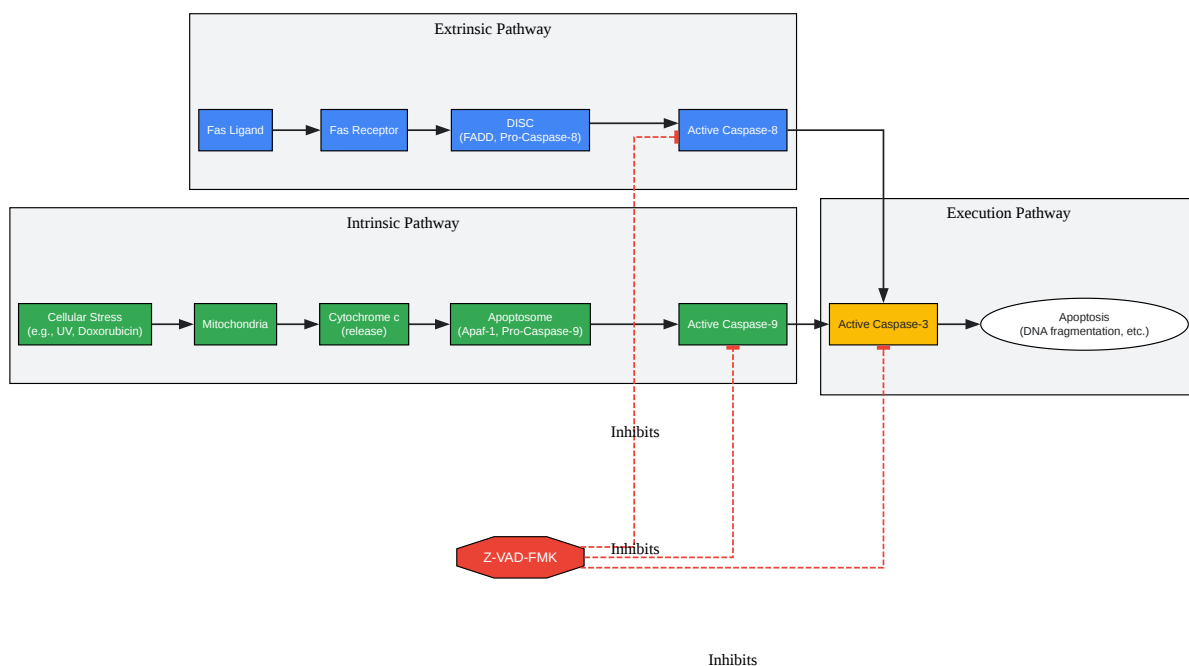 Extrinsic Pathway
Fas Ligand
Fas Receptor
DISC
(FADD, Pro-Caspase-8)
Active Caspase-8
Intrinsic Pathway
Cellular Stress
(e.g., UV, Doxorubicin)
Mitochondria
Cytochrome c
(release)
Apoptosome
(Apaf-1, Pro-Caspase-9)
Active Caspase-9
Execution Pathway
Active Caspase-3
Apoptosis
(DNA fragmentation, etc.)
Inhibits
Z-VAD-FMK
Inhibits
Inhibits